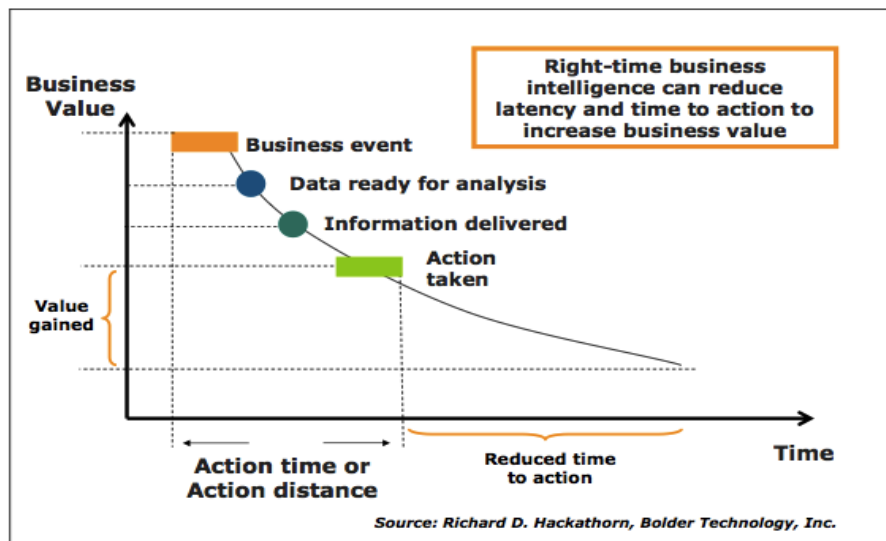 Right-time business
intelligence can reduce
latency and time to action to
increase business value
Business
Value
Business event
Data ready for analysis
Information delivered
Action
taken
Value
gained
Time
Action time or
Action distance
Reduced time
to action
Source: Richard D. Hackathorn, Bolder Technology, Inc.